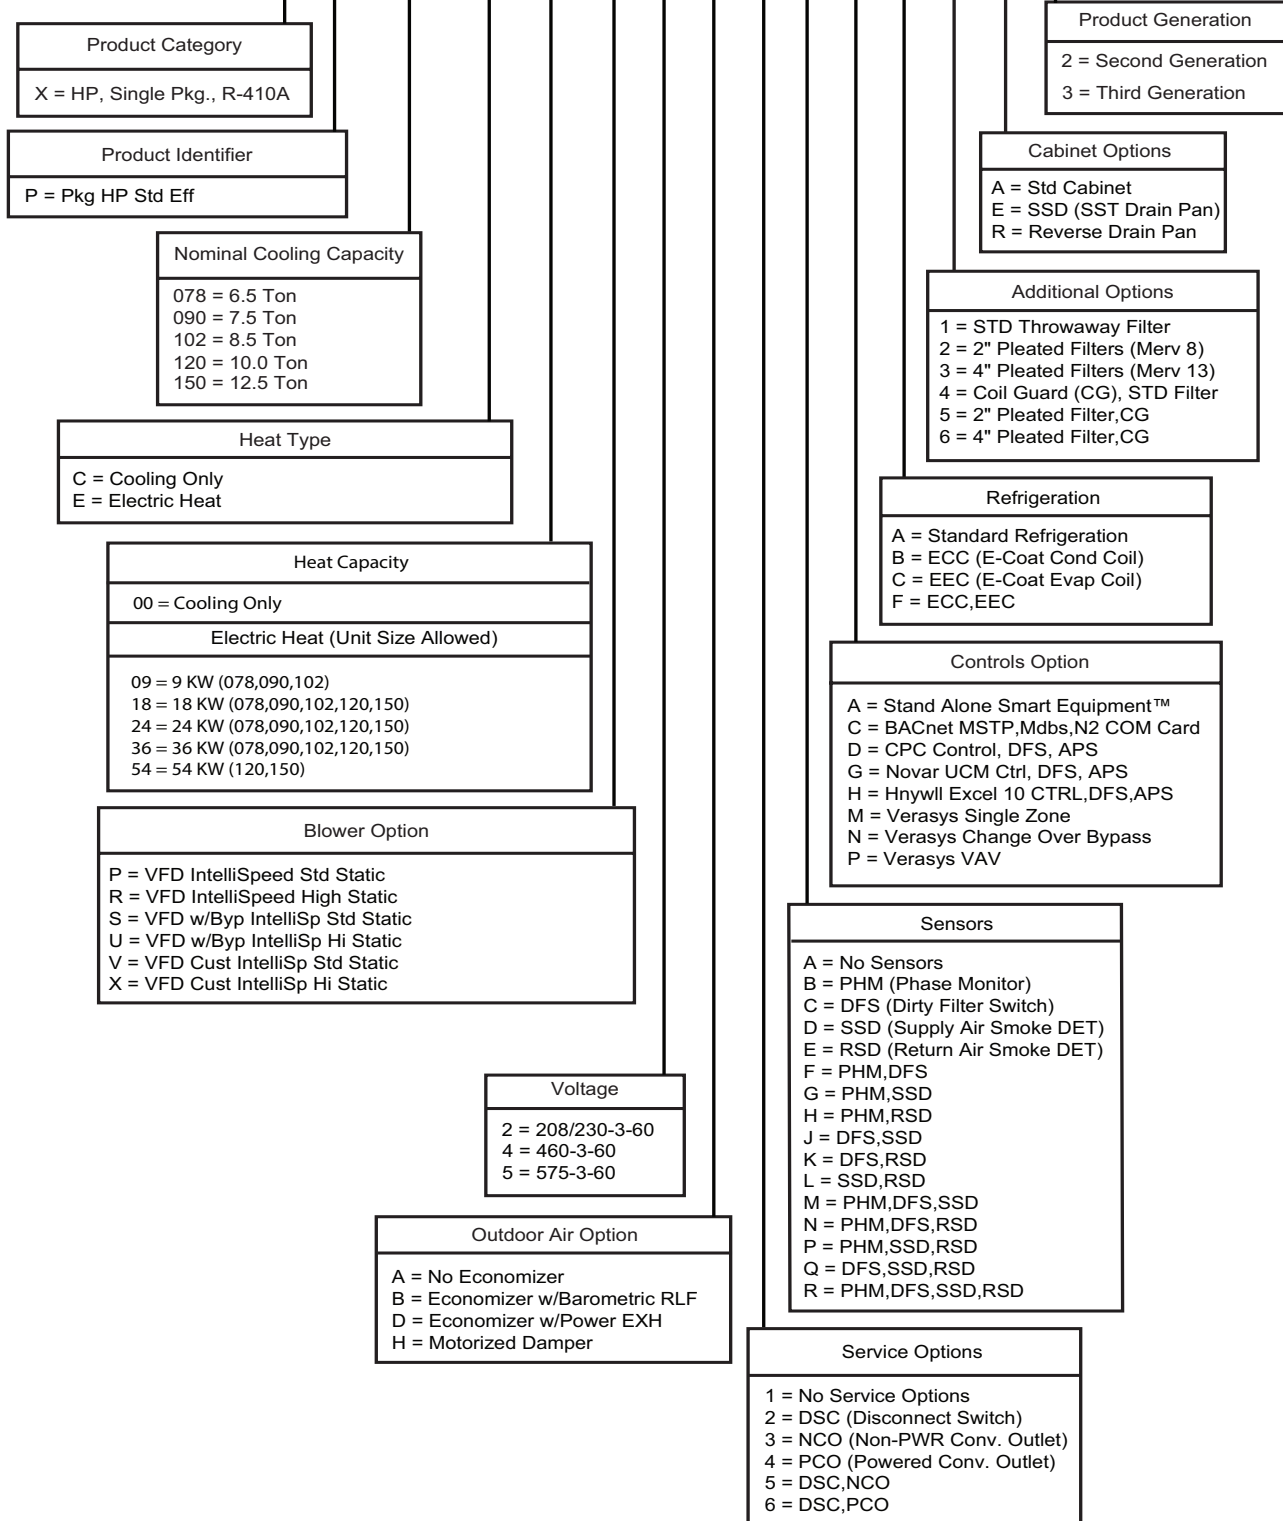 Product Category
X = HP, Single Pkg., R-410A
Product Identifier
P = Pkg HP Std Eff
Nominal Cooling Capacity
078 = 6.5 Ton
090 = 7.5 Ton
102 = 8.5 Ton
120 = 10.0 Ton
150 = 12.5 Ton
Heat Type
C = Cooling Only
E = Electric Heat
Heat Capacity
00 = Cooling Only
Electric Heat (Unit Size Allowed)
09 = 9 KW (078,090,102)
18 = 18 KW (078,090,102,120,150)
24 = 24 KW (078,090,102,120,150)
36 = 36 KW (078,090,102,120,150)
54 = 54 KW (120,150)
Blower Option
P = VFD IntelliSpeed Std Static
R = VFD IntelliSpeed High Static
S = VFD w/Byp IntelliSp Std Static
U = VFD w/Byp IntelliSp Hi Static
V = VFD Cust IntelliSp Std Static
X = VFD Cust IntelliSp Hi Static
Voltage
2 = 208/230-3-60
4 = 460-3-60
5 = 575-3-60
Outdoor Air Option
A = No Economizer
B = Economizer w/Barometric RLF
D = Economizer w/Power EXH
H = Motorized Damper
Product Generation
2 = Second Generation
3 = Third Generation
Cabinet Options
A = Std Cabinet
E = SSD (SST Drain Pan)
R = Reverse Drain Pan
Additional Options
1 = STD Throwaway Filter
2 = 2" Pleated Filters (Merv 8)
3 = 4" Pleated Filters (Merv 13)
4 = Coil Guard (CG), STD Filter
5 = 2" Pleated Filter,CG
6 = 4" Pleated Filter,CG
Refrigeration
A = Standard Refrigeration
B = ECC (E-Coat Cond Coil)
C = EEC (E-Coat Evap Coil)
F = ECC,EEC
Controls Option
A = Stand Alone Smart Equipment™
C = BACnet MSTP,Mdbs,N2 COM Card
D = CPC Control, DFS, APS
G = Novar UCM Ctrl, DFS, APS
H = Hnywll Excel 10 CTRL,DFS,APS
M = Verasys Single Zone
N = Verasys Change Over Bypass
P = Verasys VAV
Sensors
A = No Sensors
B = PHM (Phase Monitor)
C = DFS (Dirty Filter Switch)
D = SSD (Supply Air Smoke DET)
E = RSD (Return Air Smoke DET)
F = PHM,DFS
G = PHM,SSD
H = PHM,RSD
J = DFS,SSD
K = DFS,RSD
L = SSD,RSD
M = PHM,DFS,SSD
N = PHM,DFS,RSD
P = PHM,SSD,RSD
Q = DFS,SSD,RSD
R = PHM,DFS,SSD,RSD
Service Options
1 = No Service Options
2 = DSC (Disconnect Switch)
3 = NCO (Non-PWR Conv. Outlet)
4 = PCO (Powered Conv. Outlet)
5 = DSC,NCO
6 = DSC,PCO